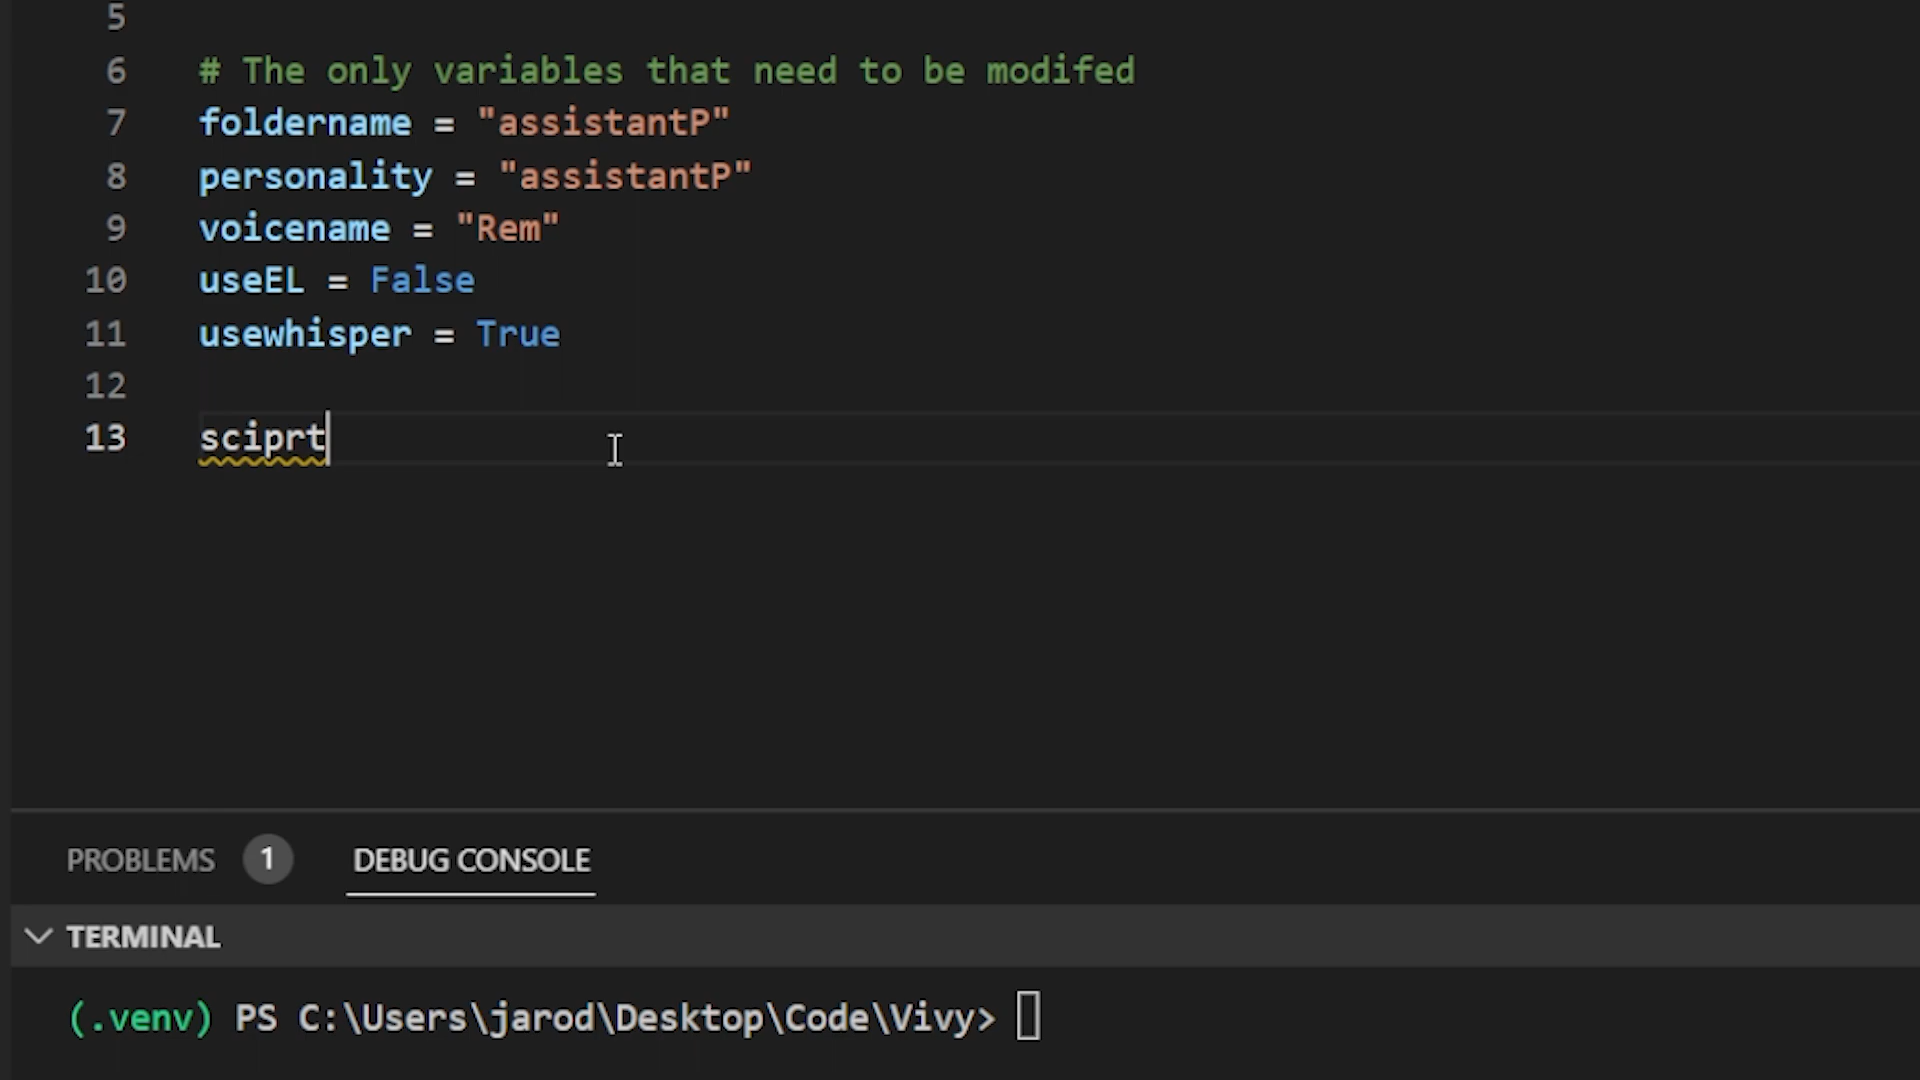 5
6 # The only variables that need to be modifed
7 foldername = "assistantP"
8 personality = "assistantP"
9 voicename = "Rem"
10 useEL = False
11 usewhisper = True
12
13 sciprt
PROBLEMS 1 DEBUG CONSOLE
TERMINAL
(.venv) PS C:\Users\jarod\Desktop\Code\Vivy>